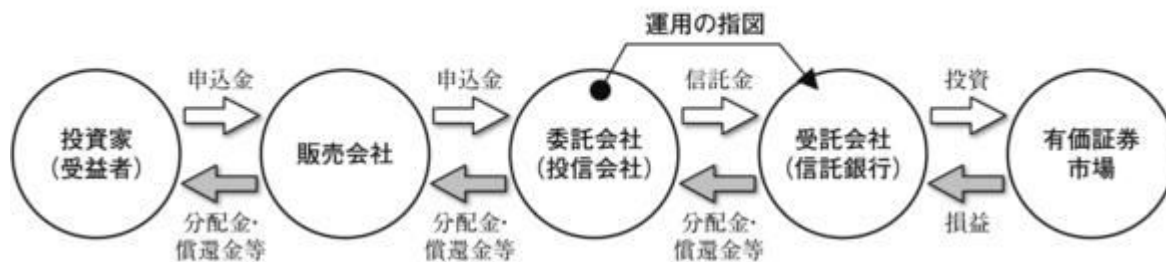 運用の指図
申込金
申込金
信託金
投資
投資家
(受益者)
販売会社
委託会社
(投信会社)
受託会社
(信託銀行)
有価証券
市場
分配金・
償還金等
分配金・
償還金等
分配金・
償還金等
損益